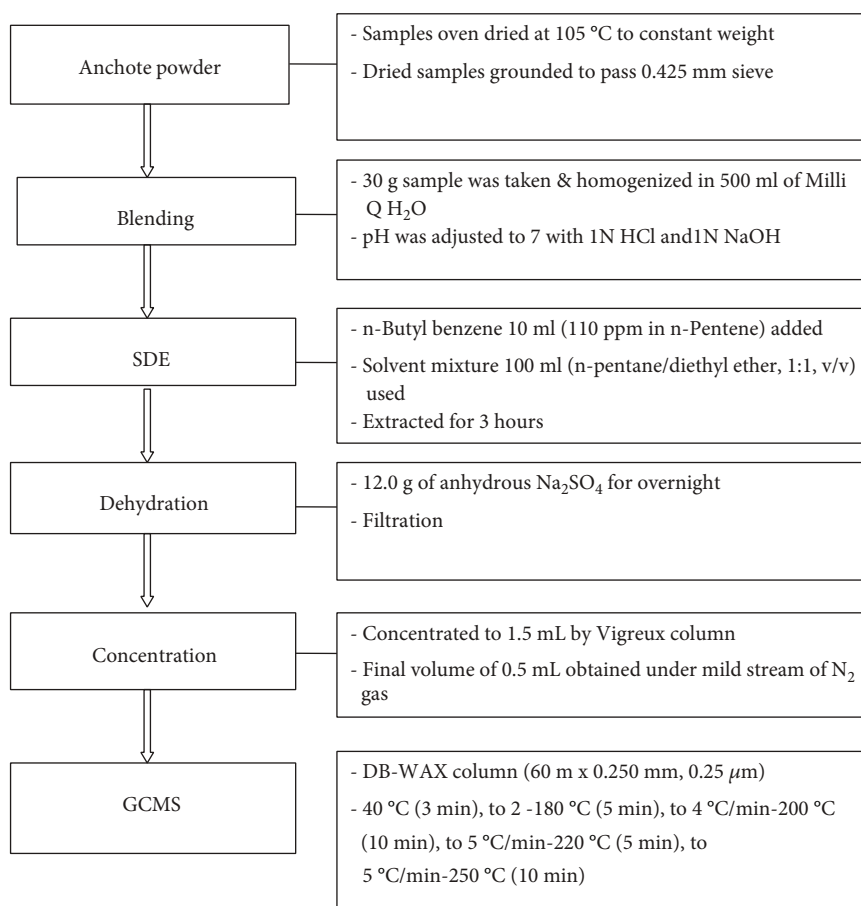 Anchote powder
- Samples oven dried at 105 °C to constant weight
- Dried samples grounded to pass 0.425 mm sieve
Blending
- 30 g sample was taken & homogenized in 500 ml of Milli
Q H₂O
- pH was adjusted to 7 with 1N HCl and1N NaOH
SDE
- n-Butyl benzene 10 ml (110 ppm in n-Pentene) added
- Solvent mixture 100 ml (n-pentane/diethyl ether, 1:1, v/v)
used
- Extracted for 3 hours
Dehydration
- 12.0 g of anhydrous Na₂SO₄ for overnight
- Filtration
Concentration
- Concentrated to 1.5 mL by Vigreux column
- Final volume of 0.5 mL obtained under mild stream of N₂
gas
GCMS
- DB-WAX column (60 m x 0.250 mm, 0.25 µm)
- 40 °C (3 min), to 2 -180 °C (5 min), to 4 °C/min-200 °C
(10 min), to 5 °C/min-220 °C (5 min), to
5 °C/min-250 °C (10 min)